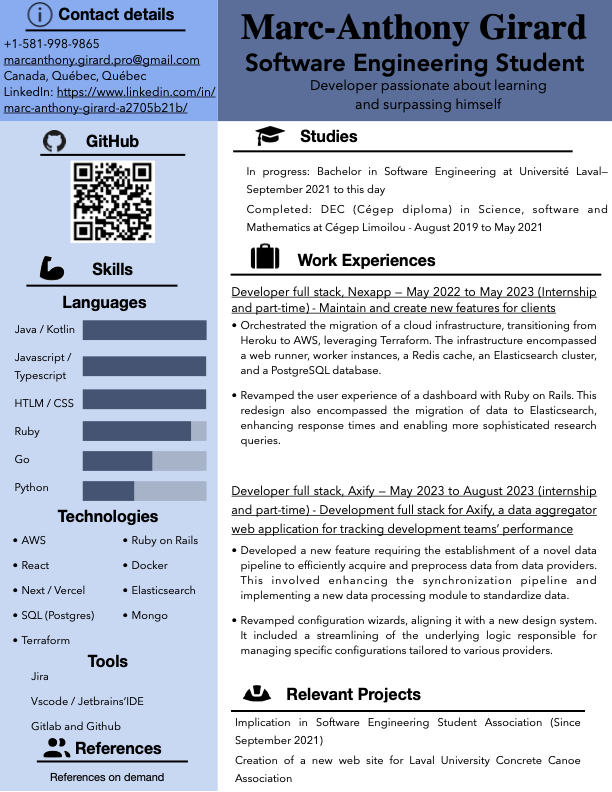 Contact details
+1-581-998-9865
marcanthony.girard.pro@gmail.com
Canada, Québec, Québec
LinkedIn: https://www.linkedin.com/in/
marc-anthony-girard-a2705b21b/
GitHub
Skills
Languages
Java / Kotlin
Javascript /
Typescript
HTLM / CSS
Ruby
Go
Python
Technologies
• AWS
• Ruby on Rails
• React
• Docker
• Next / Vercel
• Elasticsearch
• SQL (Postgres)
• Mongo
• Terraform
Tools
Jira
Vscode / Jetbrains'IDE
Gitlab and Github
References
References on demand
Marc-Anthony Girard
Software Engineering Student
Developer passionate about learning
and surpassing himself
Studies
In progress: Bachelor in Software Engineering at Université Laval–
September 2021 to this day
Completed: DEC (Cégep diploma) in Science, software and
Mathematics at Cégep Limoilou - August 2019 to May 2021
Work Experiences
Developer full stack, Nexapp – May 2022 to May 2023 (Internship
and part-time) - Maintain and create new features for clients
• Orchestrated the migration of a cloud infrastructure, transitioning from
Heroku to AWS, leveraging Terraform. The infrastructure encompassed
a web runner, worker instances, a Redis cache, an Elasticsearch cluster,
and a PostgreSQL database.
• Revamped the user experience of a dashboard with Ruby on Rails. This
redesign also encompassed the migration of data to Elasticsearch,
enhancing response times and enabling more sophisticated research
queries.
Developer full stack, Axify – May 2023 to August 2023 (internship
and part-time) - Development full stack for Axify, a data aggregator
web application for tracking development teams' performance
• Developed a new feature requiring the establishment of a novel data
pipeline to efficiently acquire and preprocess data from data providers.
This involved enhancing the synchronization pipeline and
implementing a new data processing module to standardize data.
• Revamped configuration wizards, aligning it with a new design system.
It included a streamlining of the underlying logic responsible for
managing specific configurations tailored to various providers.
Relevant Projects
Implication in Software Engineering Student Association (Since
September 2021)
Creation of a new web site for Laval University Concrete Canoe
Association